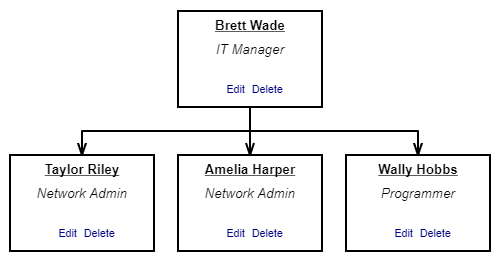 Brett Wade
IT Manager
Edit Delete
Taylor Riley
Network Admin
Edit Delete
Amelia Harper
Network Admin
Edit Delete
Wally Hobbs
Programmer
Edit Delete